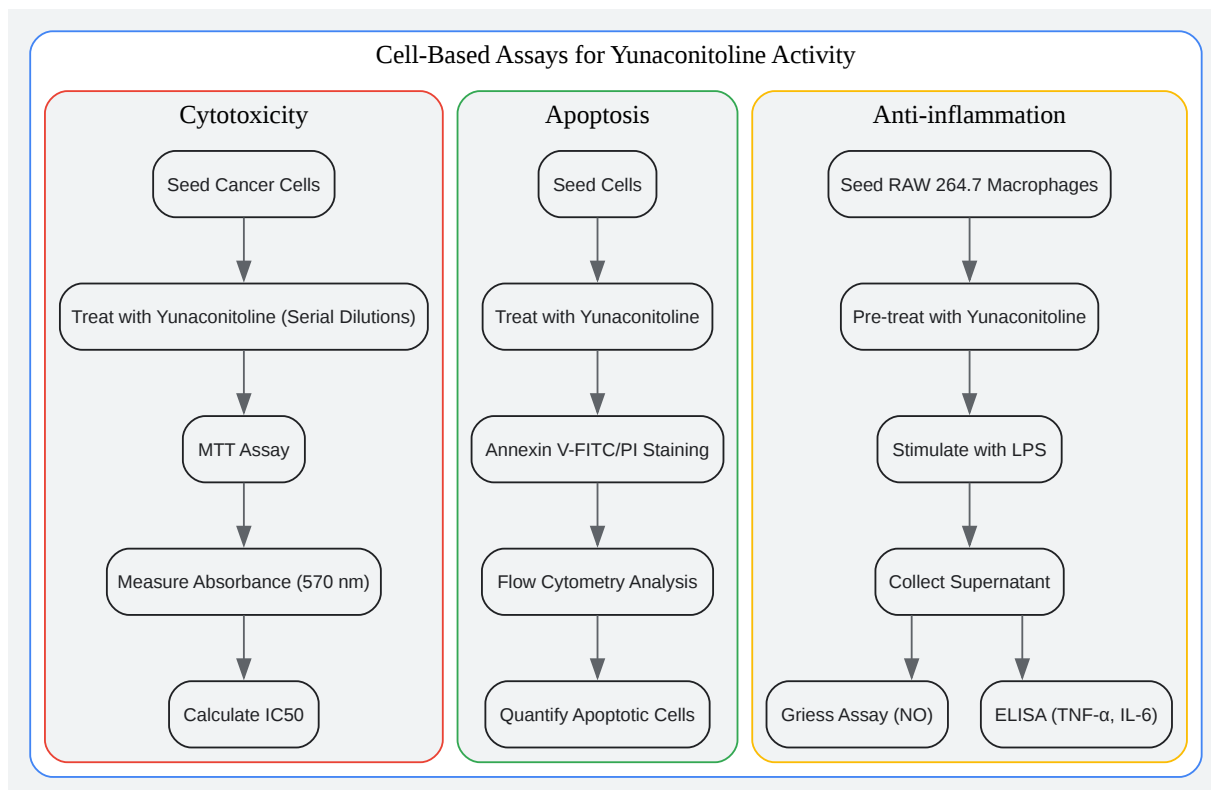 Cell-Based Assays for Yunaconitoline Activity
Cytotoxicity
Seed Cancer Cells
Treat with Yunaconitoline (Serial Dilutions)
MTT Assay
Measure Absorbance (570 nm)
Calculate IC50
Apoptosis
Seed Cells
Treat with Yunaconitoline
Annexin V-FITC/PI Staining
Flow Cytometry Analysis
Quantify Apoptotic Cells
Anti-inflammation
Seed RAW 264.7 Macrophages
Pre-treat with Yunaconitoline
Stimulate with LPS
Collect Supernatant
Griess Assay (NO)
ELISA (TNF-α, IL-6)